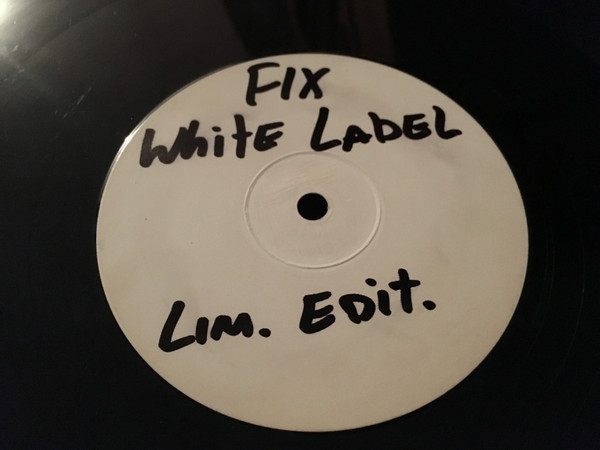 FIX
White LABEL
Lim. Edit.